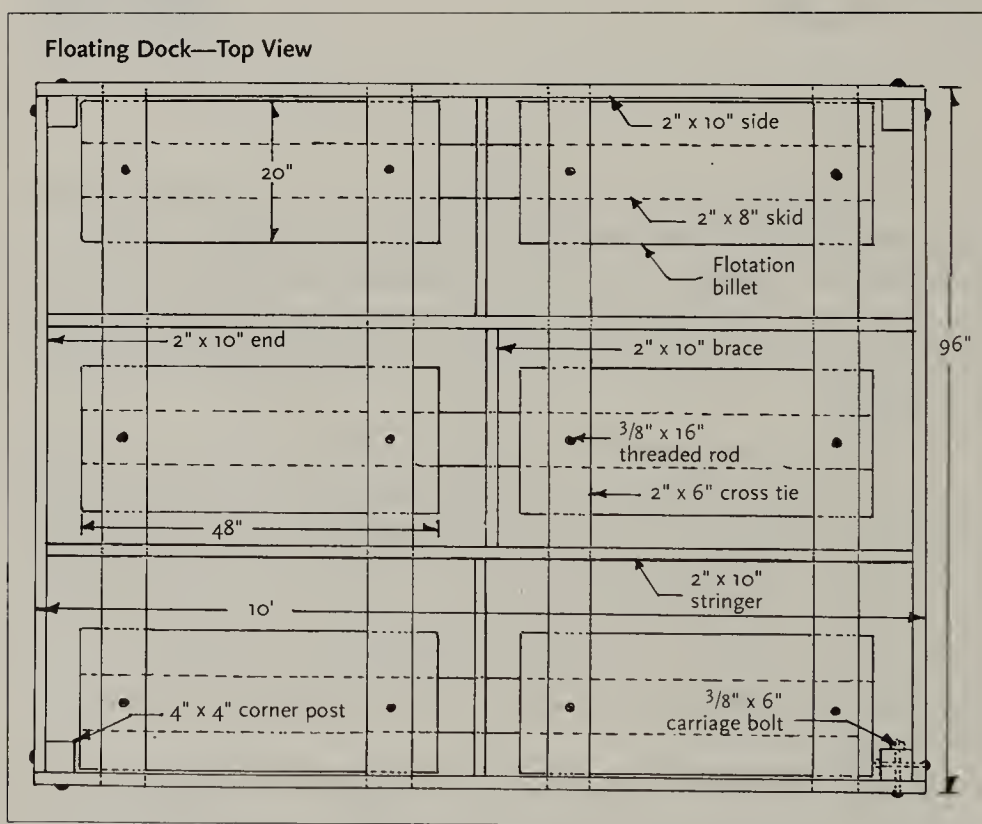 Floating Dock—Top View
2" x 10" side
20"
2" x 8" skid
Flotation
billet
2" x 10" end
2" x 10" brace
96"
3/8" x 16"
threaded rod
2" x 6" cross tie
48"
2" x 10"
stringer
10'
3/8" x 6"
carriage bolt
4" x 4" corner post